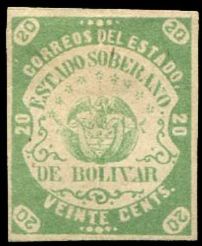 20 20
CORREOS DEL ESTADO.
ESTADO SOBERANO
20 20
DE BOLIVAR
VEINTE CENTS.
20 20